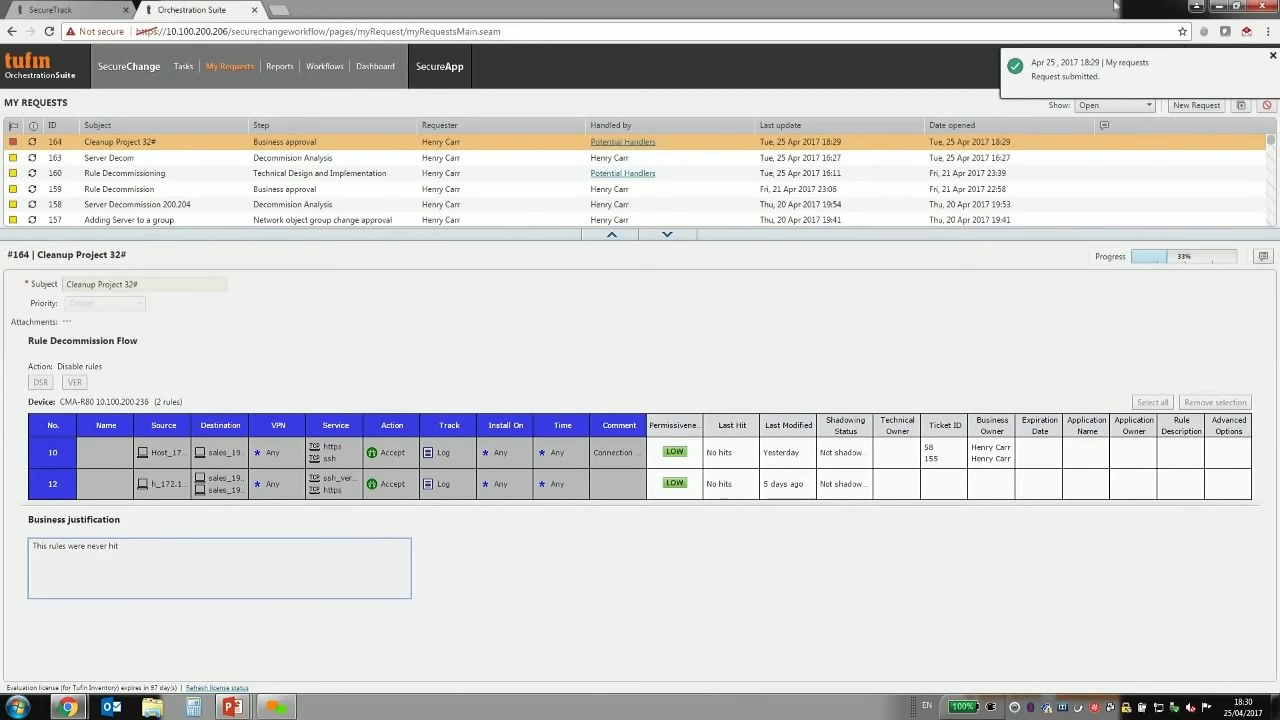 SecureTrack
Orchestration Suite
Not secure https://10.100.200.206/securechangeworkflow/pages/myRequest/myRequestsMain.seam
tufin
OrchestrationSuite
SecureChange Tasks My Requests Reports Workflows Dashboard SecureApp
Apr 25 , 2017 18:29 | My requests
Request submitted.
MY REQUESTS
Show: Open New Request
ID Subject Step Requester Handled by Last update Date opened
164 Cleanup Project 32# Business approval Henry Carr Potential Handlers Tue, 25 Apr 2017 18:29 Tue, 25 Apr 2017 18:29
163 Server Decom Decommision Analysis Henry Carr Henry Carr Tue, 25 Apr 2017 16:27 Tue, 25 Apr 2017 16:27
160 Rule Decommissioning Technical Design and Implementation Henry Carr Potential Handlers Tue, 25 Apr 2017 16:11 Fri, 21 Apr 2017 23:39
159 Rule Decommission Business approval Henry Carr Henry Carr Fri, 21 Apr 2017 23:06 Fri, 21 Apr 2017 22:58
158 Server Decommission 200.204 Decommision Analysis Henry Carr Henry Carr Thu, 20 Apr 2017 19:54 Thu, 20 Apr 2017 19:53
157 Adding Server to a group Network object group change approval Henry Carr Henry Carr Thu, 20 Apr 2017 19:41 Thu, 20 Apr 2017 19:41
#164 | Cleanup Project 32#
Progress 33%
* Subject Cleanup Project 32#
Priority: Critical
Attachments: ---
Rule Decommission Flow
Action: Disable rules
DSR VER
Device: CMA-R80 10.100.200.236 (2 rules)
Select all Remove selection
No. Name Source Destination VPN Service Action Track Install On Time Comment Permissivene... Last Hit Last Modified Shadowing Status Technical Owner Ticket ID Business Owner Expiration Date Application Name Application Owner Rule Description Advanced Options
10 Host_17... sales_19... Any https ssh Accept Log Any Any Connection ... LOW No hits Yesterday Not shadow... 58 155 Henry Carr Henry Carr
12 h_172.1... sales_19... sales_19... Any ssh_ver... https Accept Log Any Any LOW No hits 5 days ago Not shadow...
Business justification
This rules were never hit
Evaluation license (for Tufin Inventory) expires in 97 day(s) | Refresh license status
EN 100% 18:30
25/04/2017